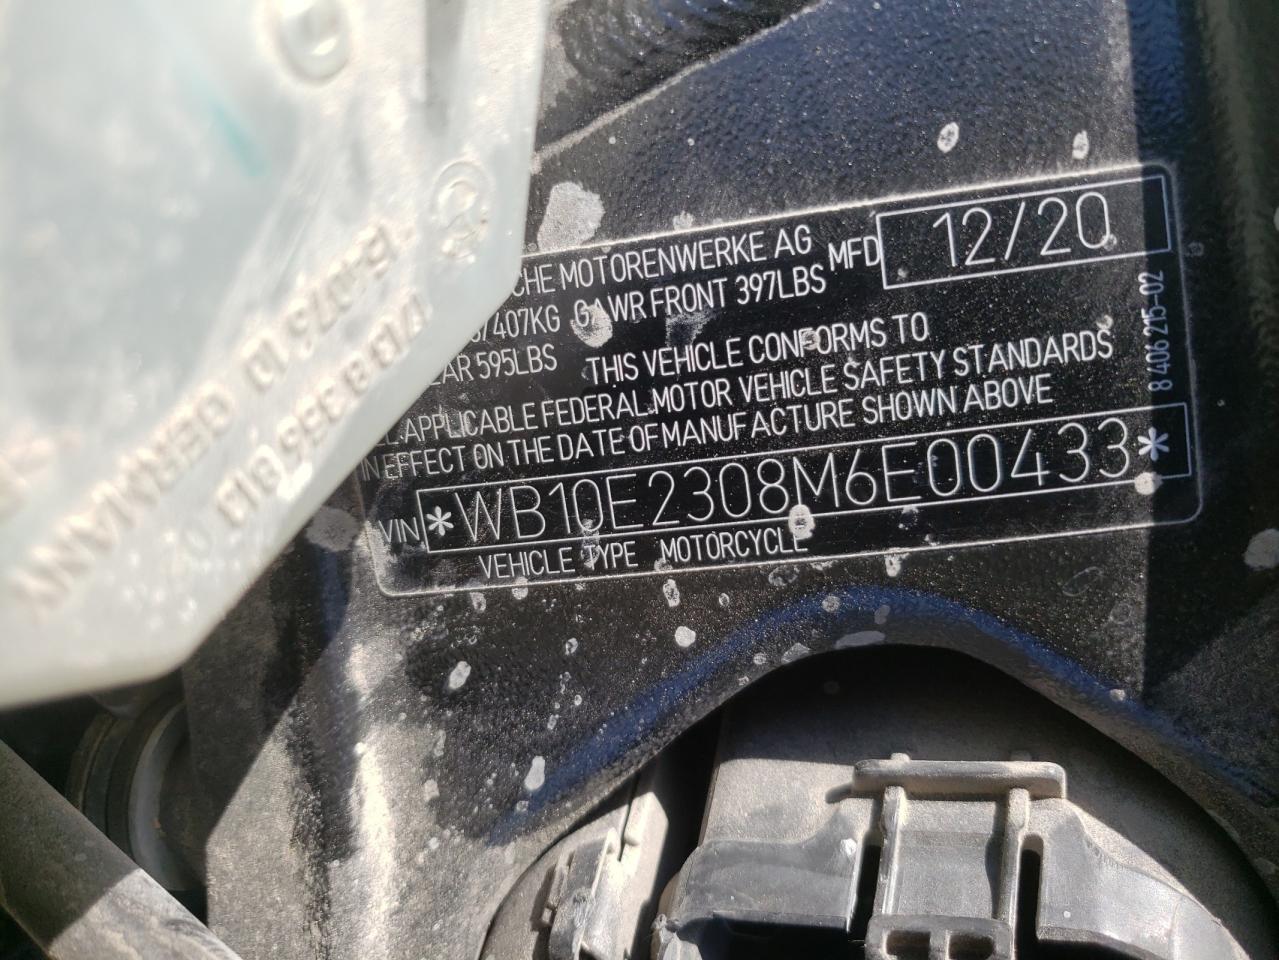 CHE MOTORENWERKE AG
MFD 12/20
407KG GAWR FRONT 397LBS
595LBS
THIS VEHICLE CONFORMS TO
APPLICABLE FEDERAL MOTOR VEHICLE SAFETY STANDARDS
IN EFFECT ON THE DATE OF MANUFACTURE SHOWN ABOVE
VIN *WB10E2308M6E00433*
VEHICLE TYPE MOTORCYCLE
8 406 215-02
GERMANY